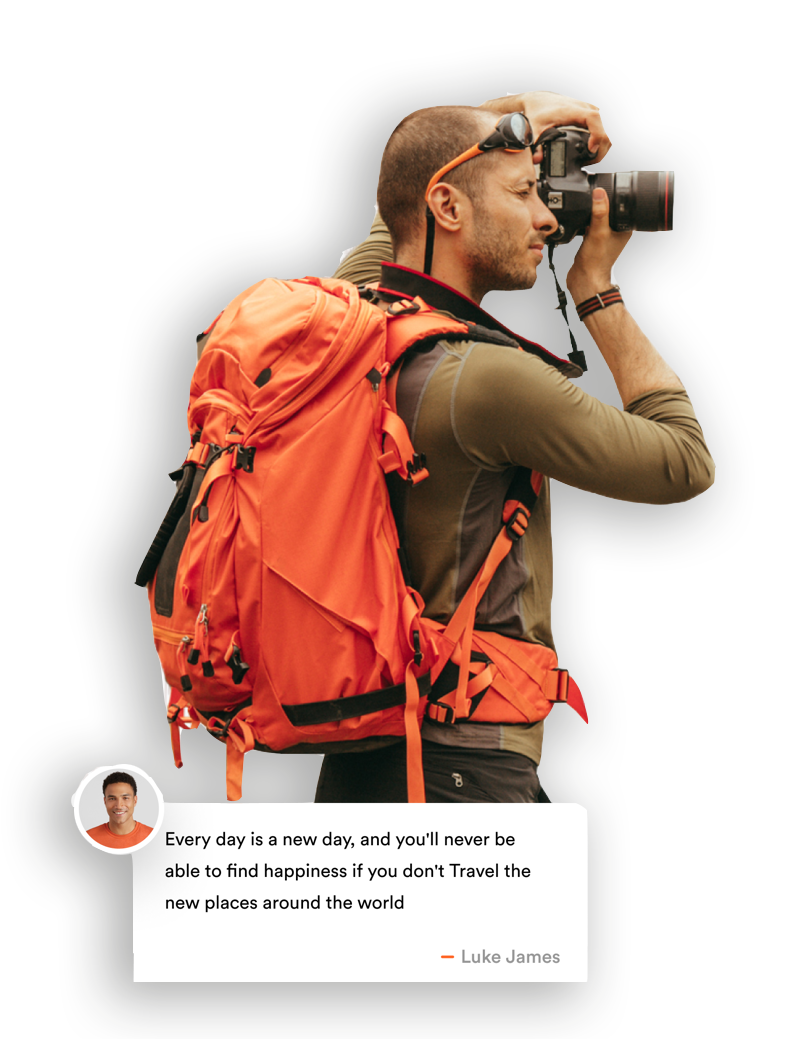 Every day is a new day, and you'll never be
able to find happiness if you don't Travel the
new places around the world
– Luke James